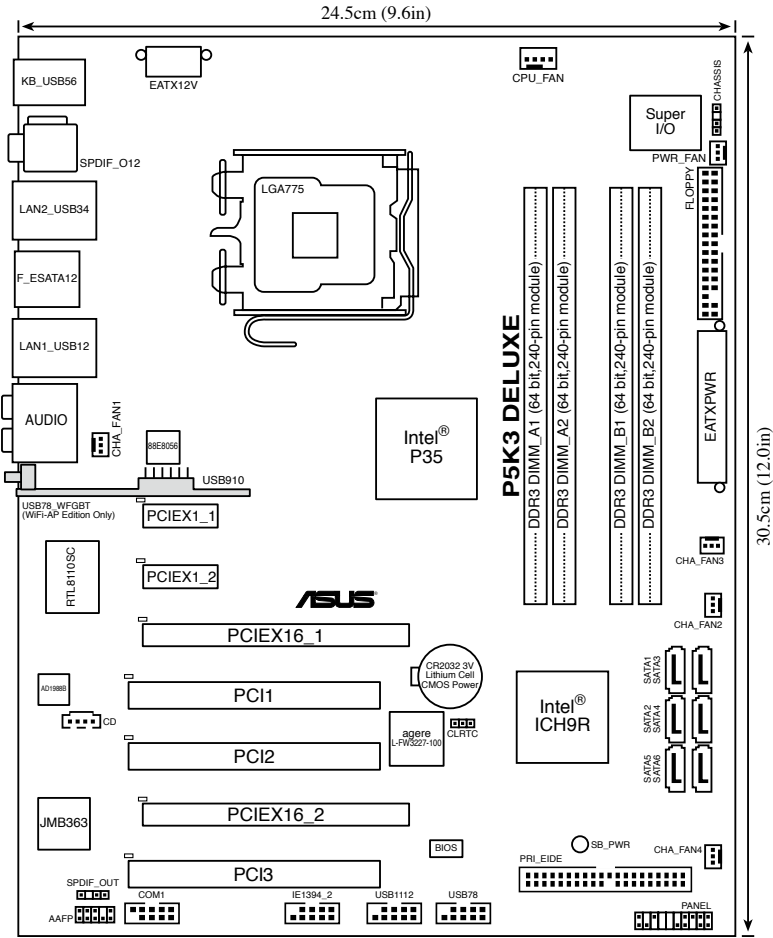 24.5cm (9.6in)
KB_USB56
EATX12V
CPU_FAN
CHASSIS
Super
I/O
PWR_FAN
SPDIF_O12
LGA775
FLOPPY
LAN2_USB34
F_ESATA12
LAN1_USB12
AUDIO
CHA_FAN1
88E8056
Intel®
P35
P5K3 DELUXE
DDR3 DIMM_A1 (64 bit,240-pin module)
DDR3 DIMM_A2 (64 bit,240-pin module)
DDR3 DIMM_B1 (64 bit,240-pin module)
DDR3 DIMM_B2 (64 bit,240-pin module)
EATXPWR
30.5cm (12.0in)
USB910
USB78_WFGBT
(WiFi-AP Edition Only)
PCIEX1_1
RTL8110SC
PCIEX1_2
CHA_FAN3
ASUS
CHA_FAN2
PCIEX16_1
CR2032 3V
Lithium Cell
CMOS Power
SATA1
SATA3
AD1988B
PCI1
Intel®
ICH9R
SATA2
SATA4
CD
agere
L-FW3227-100
CLRTC
PCI2
SATA5
SATA6
JMB363
PCIEX16_2
BIOS
SB_PWR
CHA_FAN4
PRI_EIDE
PCI3
SPDIF_OUT
COM1
IE1394_2
USB1112
USB78
PANEL
AAFP